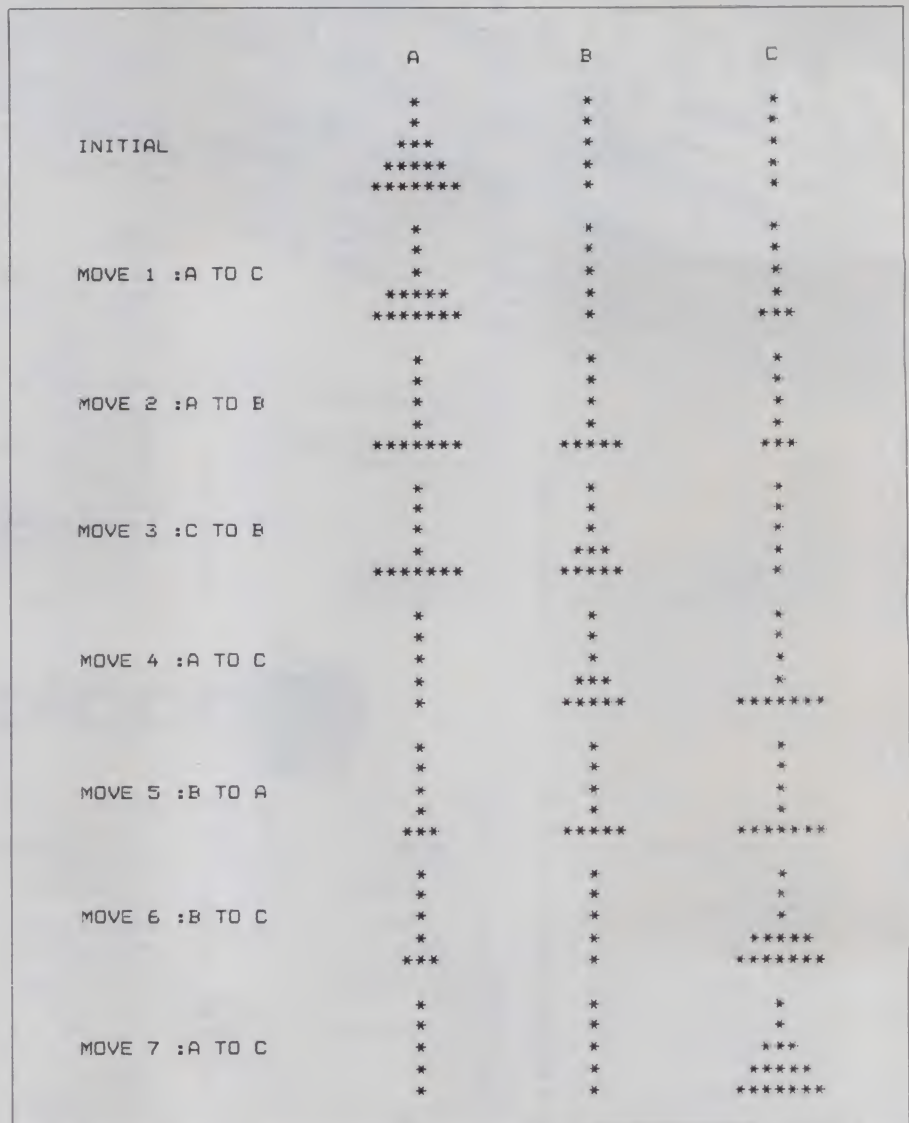 A B C
* * *
* * *
INITIAL *** * *
***** * *
******* * *
* * *
* * *
MOVE 1 :A TO C * * *
***** * *
******* * ***
* * *
* * *
MOVE 2 :A TO B * * *
* * *
******* ***** ***
* * *
* * *
MOVE 3 :C TO B * * *
* *** *
******* ***** *
* * *
* * *
MOVE 4 :A TO C * * *
* *** *
* ***** *******
* * *
* * *
MOVE 5 :B TO A * * *
* * *
*** ***** *******
* * *
* * *
MOVE 6 :B TO C * * *
* * *****
*** * *******
* * *
* * *
MOVE 7 :A TO C * * ***
* * *****
* * *******